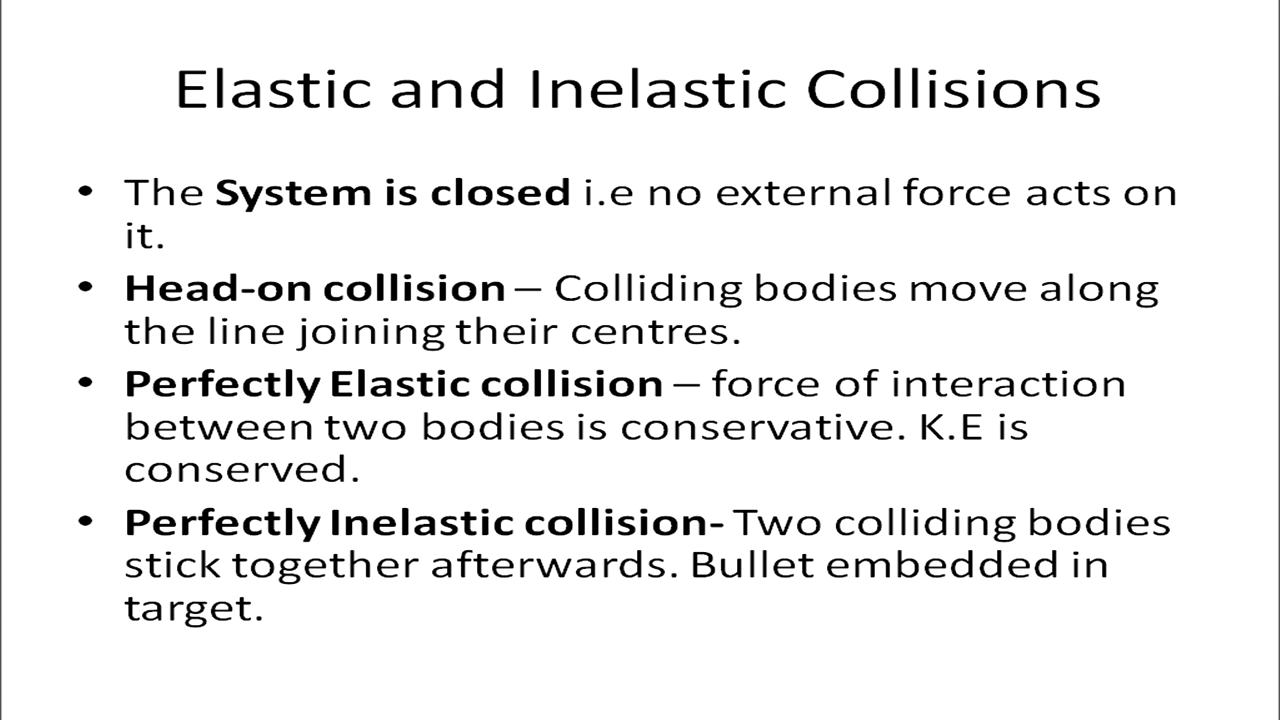 Elastic and Inelastic Collisions
• The System is closed i.e no external force acts on
it.
• Head-on collision – Colliding bodies move along
the line joining their centres.
• Perfectly Elastic collision – force of interaction
between two bodies is conservative. K.E is
conserved.
• Perfectly Inelastic collision- Two colliding bodies
stick together afterwards. Bullet embedded in
target.